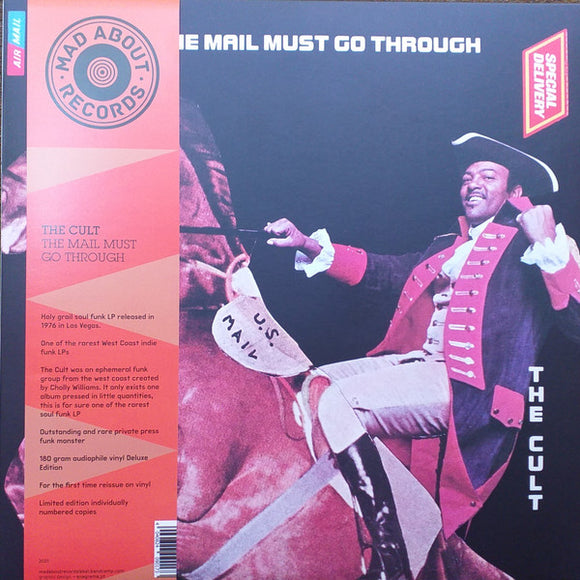 AIR MAIL
MAD ABOUT
RECORDS
THE MAIL MUST GO THROUGH
SPECIAL
DELIVERY
THE CULT
THE MAIL MUST
GO THROUGH
Holy grail soul funk LP released in
1976 in Las Vegas.
One of the rarest West Coast indie
funk LPs
The Cult was an ephemeral funk
group from the west coast created
by Cholly Williams. It only exists one
album pressed in little quantities,
this is for sure one of the rarest
soul funk LP
Outstanding and rare private press
funk monster
180 gram audiophile vinyl Deluxe
Edition
For the first time reissue on vinyl
Limited edition individually
numbered copies
U.S.
MAIL
THE CULT